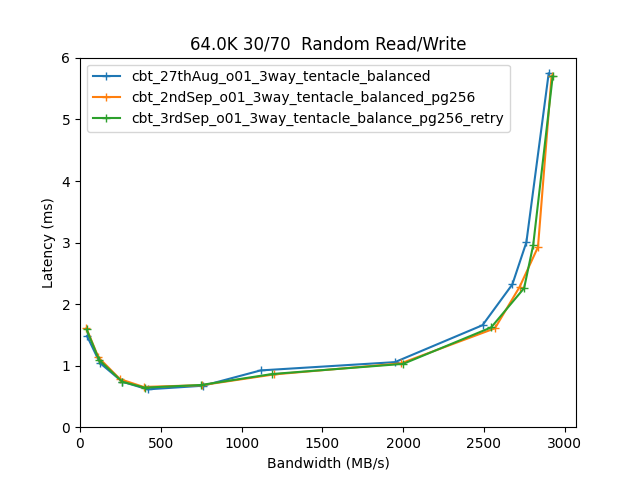 64.0K 30/70  Random Read/Write
cbt_27thAug_o01_3way_tentacle_balanced
cbt_2ndSep_o01_3way_tentacle_balanced_pg256
cbt_3rdSep_o01_3way_tentacle_balance_pg256_retry
6
5
4
3
2
1
0
Latency (ms)
0 500 1000 1500 2000 2500 3000
Bandwidth (MB/s)